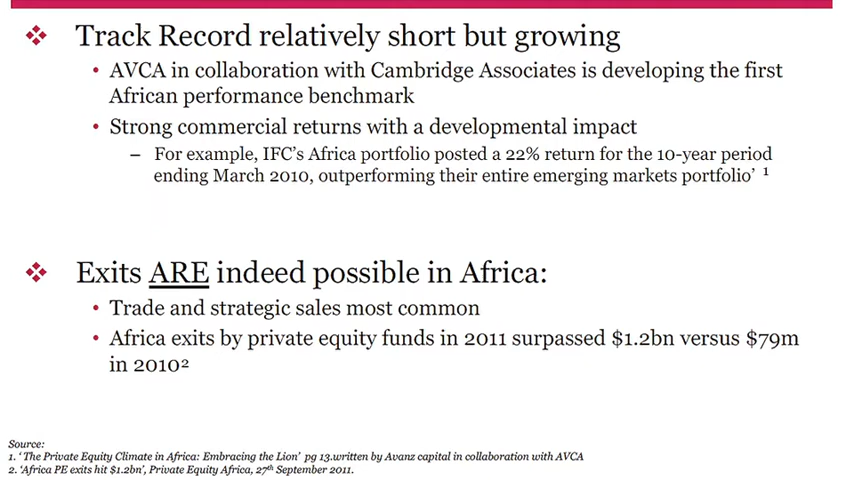 ❖ Track Record relatively short but growing
• AVCA in collaboration with Cambridge Associates is developing the first
African performance benchmark
• Strong commercial returns with a developmental impact
– For example, IFC's Africa portfolio posted a 22% return for the 10-year period
ending March 2010, outperforming their entire emerging markets portfolio' ¹
❖ Exits ARE indeed possible in Africa:
• Trade and strategic sales most common
• Africa exits by private equity funds in 2011 surpassed $1.2bn versus $79m
in 2010²
Source:
1. ‘ The Private Equity Climate in Africa: Embracing the Lion’ pg 13.written by Avanz capital in collaboration with AVCA
2. ‘Africa PE exits hit $1.2bn’, Private Equity Africa, 27th September 2011.